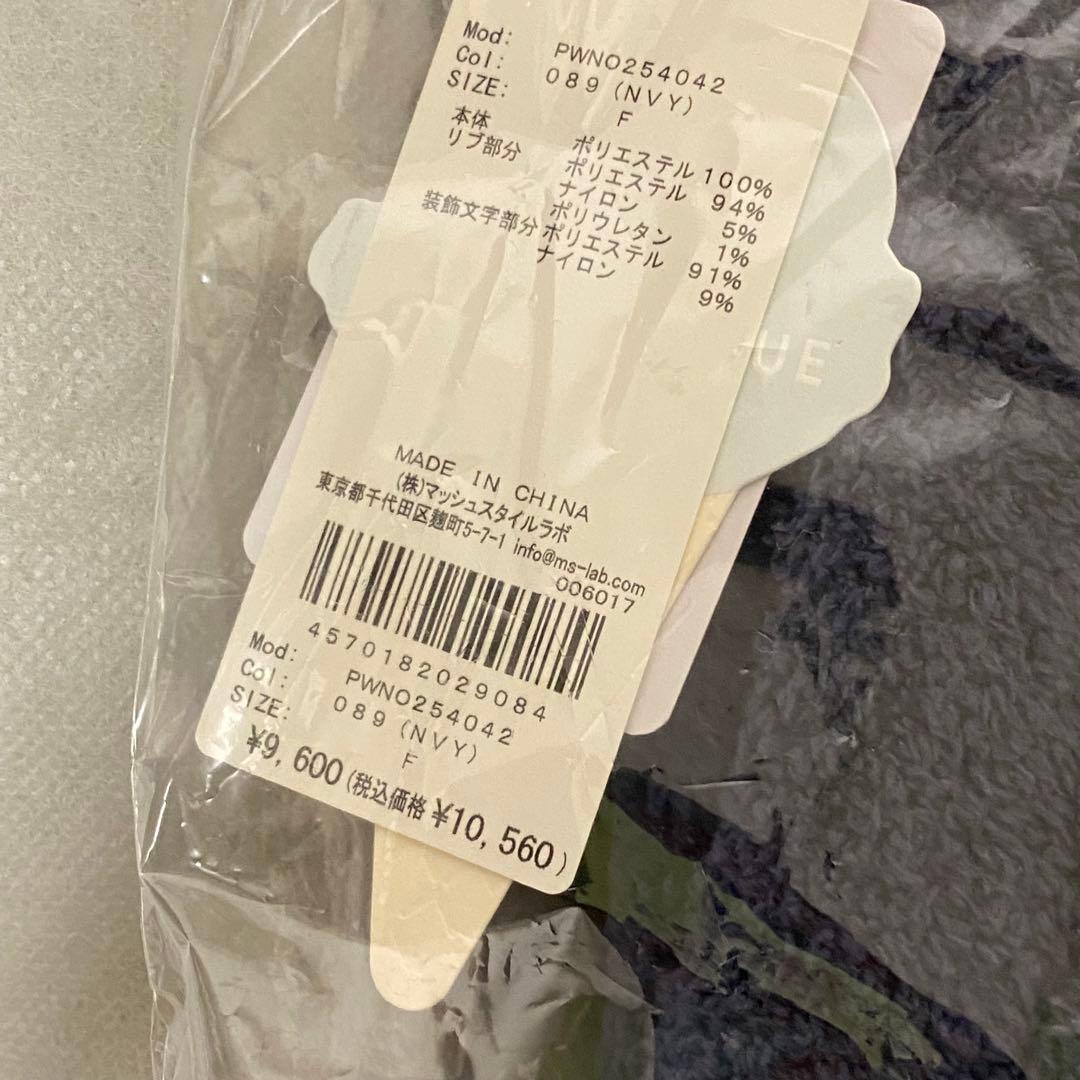 Mod: PWNO254042
Col: 089 (NVY)
SIZE: F
本体 ポリエステル 100%
リブ部分 ポリエステル 94%
ナイロン 5%
ポリウレタン 1%
装飾文字部分 ポリエステル 91%
ナイロン 9%
UE
MADE IN CHINA
(株)マッシュスタイルラボ
東京都千代田区麹町5-7-1 info@ms-lab.com
006017
4570182029084
Mod: PWNO254042
Col: 089 (NVY)
SIZE: F
¥9,600(税込価格 ¥10,560)